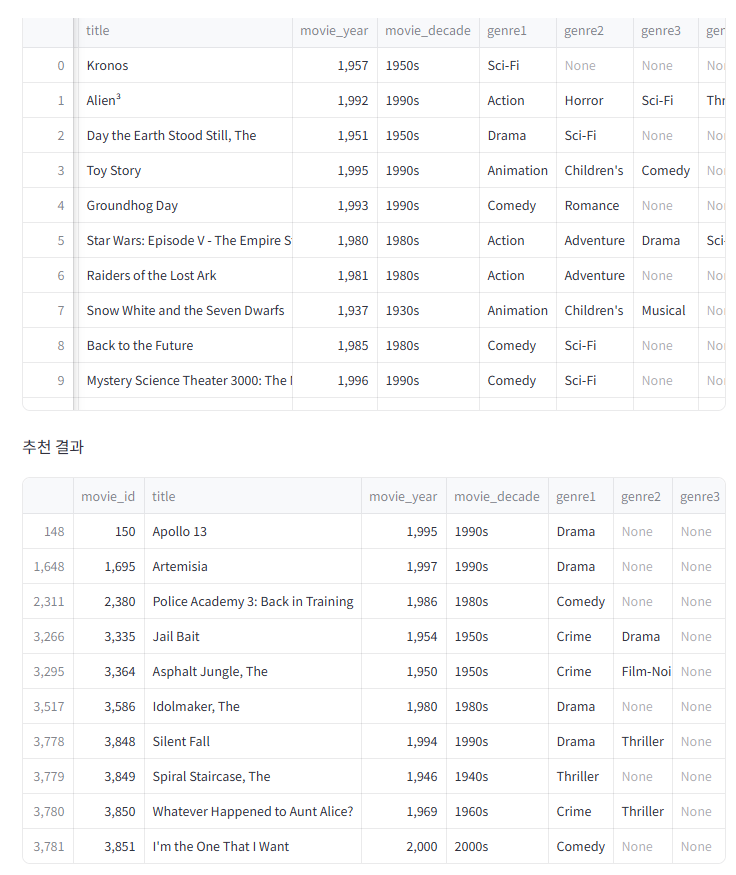 title movie_year movie_decade genre1 genre2 genre3 ger
0 Kronos 1,957 1950s Sci-Fi None None Noi
1 Alien³ 1,992 1990s Action Horror Sci-Fi Thr
2 Day the Earth Stood Still, The 1,951 1950s Drama Sci-Fi None Noi
3 Toy Story 1,995 1990s Animation Children's Comedy Noi
4 Groundhog Day 1,993 1990s Comedy Romance None Noi
5 Star Wars: Episode V - The Empire S 1,980 1980s Action Adventure Drama Sci-
6 Raiders of the Lost Ark 1,981 1980s Action Adventure None Noi
7 Snow White and the Seven Dwarfs 1,937 1930s Animation Children's Musical Noi
8 Back to the Future 1,985 1980s Comedy Sci-Fi None Noi
9 Mystery Science Theater 3000: The 1,996 1990s Comedy Sci-Fi None Noi
추천 결과
movie_id title movie_year movie_decade genre1 genre2 genre3
148 150 Apollo 13 1,995 1990s Drama None None
1,648 1,695 Artemisia 1,997 1990s Drama None None
2,311 2,380 Police Academy 3: Back in Training 1,986 1980s Comedy None None
3,266 3,335 Jail Bait 1,954 1950s Crime Drama None
3,295 3,364 Asphalt Jungle, The 1,950 1950s Crime Film-Noi None
3,517 3,586 Idolmaker, The 1,980 1980s Drama None None
3,778 3,848 Silent Fall 1,994 1990s Drama Thriller None
3,779 3,849 Spiral Staircase, The 1,946 1940s Thriller None None
3,780 3,850 Whatever Happened to Aunt Alice? 1,969 1960s Crime Thriller None
3,781 3,851 I'm the One That I Want 2,000 2000s Comedy None None